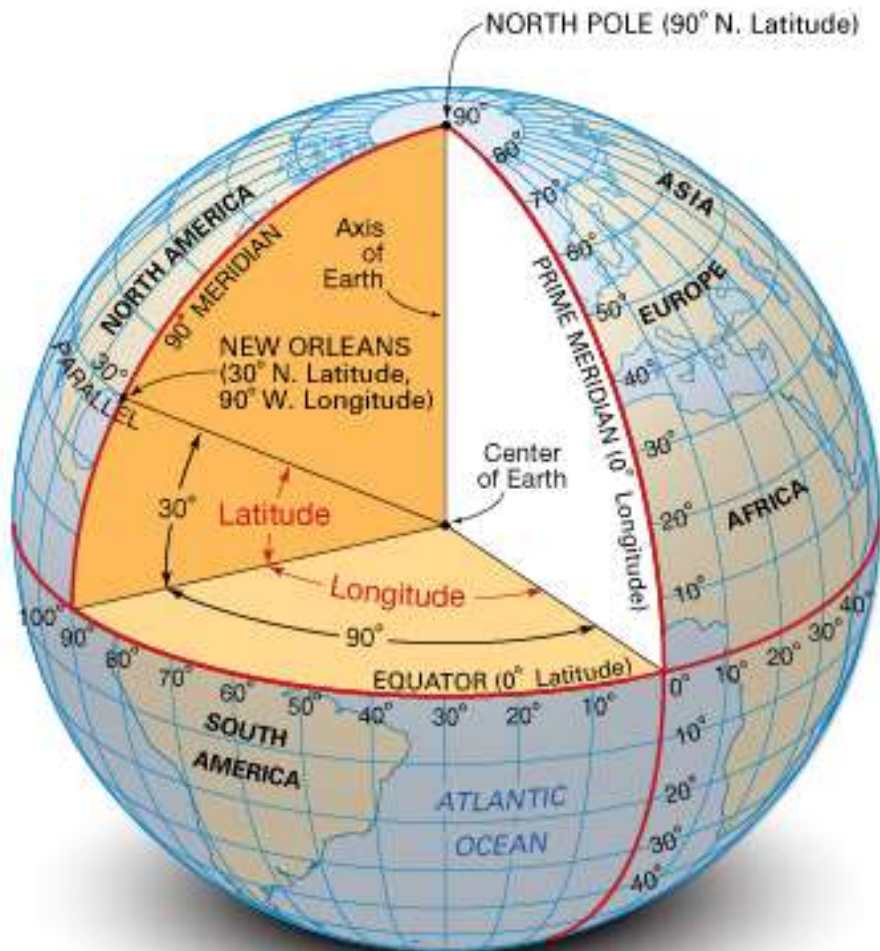 NORTH POLE (90° N. Latitude)
90°
80°
70°
60°
50°
40°
30°
20°
10°
ASIA
EUROPE
AFRICA
PRIME MERIDIAN (0° Longitude)
NORTH AMERICA
90° MERIDIAN
30°
PARALLEL
Axis
of
Earth
NEW ORLEANS
(30° N. Latitude,
90° W. Longitude)
Center
of Earth
30°
Latitude
Longitude
90°
EQUATOR (0° Latitude)
100°
90°
80°
70°
60°
50°
40°
30°
20°
10°
0°
10°
20°
30°
40°
10°
20°
30°
40°
SOUTH
AMERICA
ATLANTIC
OCEAN